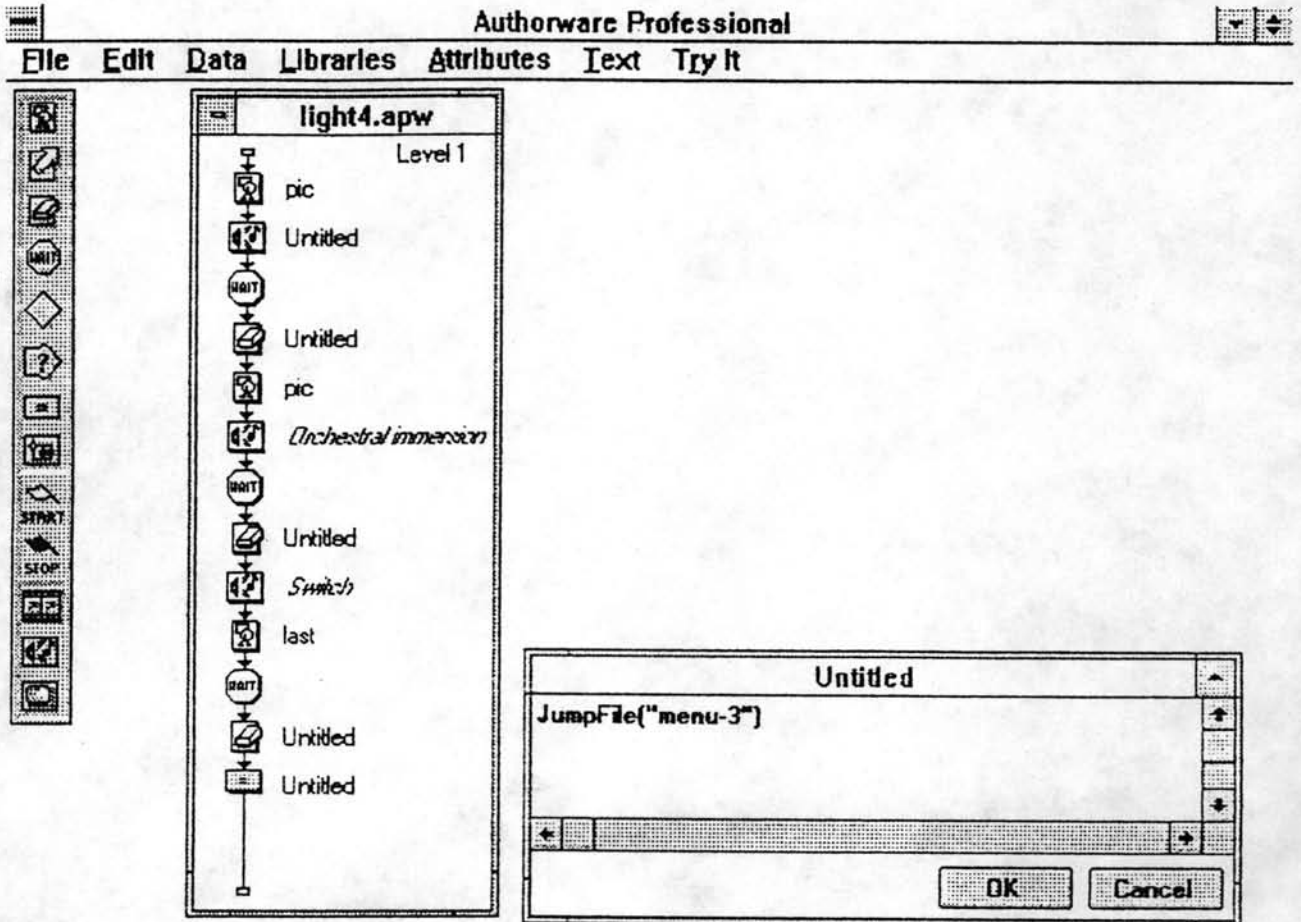 Authorware Professional
File Edit Data Libraries Attributes Text Try It
light4.apw
Level 1
pic
Untitled
WAIT
Untitled
pic
Orchestral immersion
WAIT
Untitled
Switch
last
WAIT
Untitled
Untitled
WAIT
?
=
START
STOP
Untitled
JumpFile("menu-3")
OK Cancel